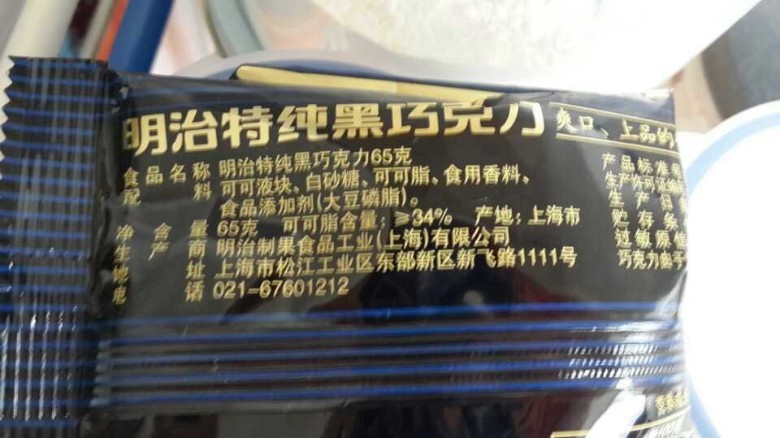 明治特纯黑巧克力 爽口、上品的
食品名称 明治特纯黑巧克力65克
配料 可可液块、白砂糖、可可脂、食用香料、
食品添加剂(大豆磷脂)。
净含量 65克 可可脂含量:≥34% 产地:上海市
生产商 明治制果食品工业(上海)有限公司
地址 上海市松江工业区东部新区新飞路1111号
电话 021-67601212
产品标准号
生产许可证编
生产日
贮存条
过敏原信
巧克力由于